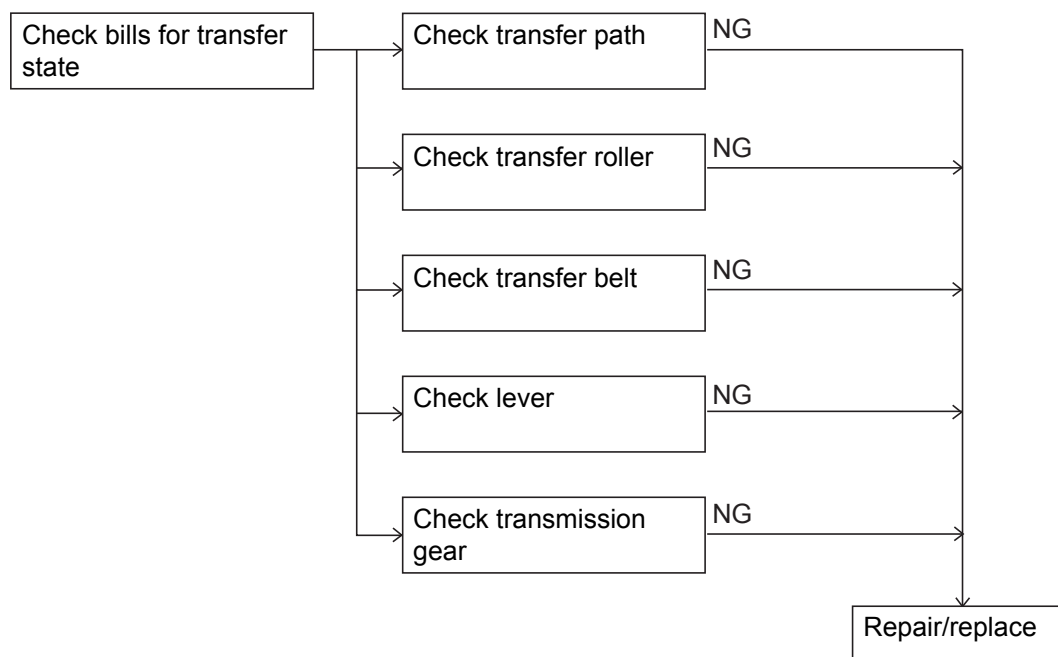 Check bills for transfer
state
Check transfer path
NG
Check transfer roller
NG
Check transfer belt
NG
Check lever
NG
Check transmission
gear
NG
Repair/replace